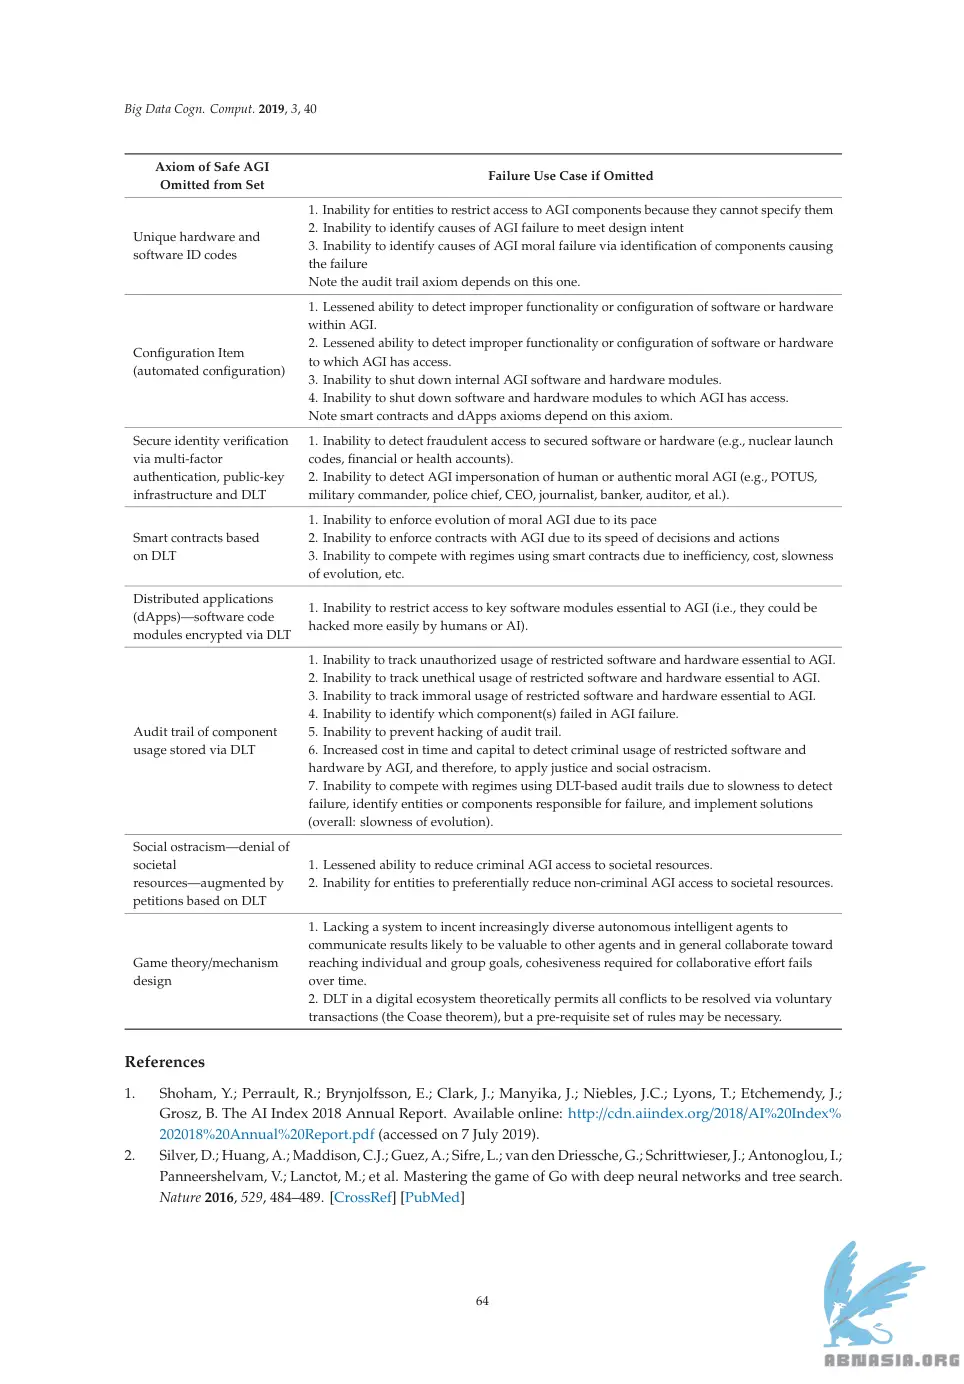 Big Data Cogn. Comput. 2019, 3, 40
Axiom of Safe AGI
Omitted from Set
Failure Use Case if Omitted
Unique hardware and
software ID codes
1. Inability for entities to restrict access to AGI components because they cannot specify them
2. Inability to identify causes of AGI failure to meet design intent
3. Inability to identify causes of AGI moral failure via identification of components causing
the failure
Note the audit trail axiom depends on this one.
Configuration Item
(automated configuration)
1. Lessened ability to detect improper functionality or configuration of software or hardware
within AGI.
2. Lessened ability to detect improper functionality or configuration of software or hardware
to which AGI has access.
3. Inability to shut down internal AGI software and hardware modules.
4. Inability to shut down software and hardware modules to which AGI has access.
Note smart contracts and dApps axioms depend on this axiom.
Secure identity verification
via multi-factor
authentication, public-key
infrastructure and DLT
1. Inability to detect fraudulent access to secured software or hardware (e.g., nuclear launch
codes, financial or health accounts).
2. Inability to detect AGI impersonation of human or authentic moral AGI (e.g., POTUS,
military commander, police chief, CEO, journalist, banker, auditor, et al.).
Smart contracts based
on DLT
1. Inability to enforce evolution of moral AGI due to its pace
2. Inability to enforce contracts with AGI due to its speed of decisions and actions
3. Inability to compete with regimes using smart contracts due to inefficiency, cost, slowness
of evolution, etc.
Distributed applications
(dApps)—software code
modules encrypted via DLT
1. Inability to restrict access to key software modules essential to AGI (i.e., they could be
hacked more easily by humans or AI).
Audit trail of component
usage stored via DLT
1. Inability to track unauthorized usage of restricted software and hardware essential to AGI.
2. Inability to track unethical usage of restricted software and hardware essential to AGI.
3. Inability to track immoral usage of restricted software and hardware essential to AGI.
4. Inability to identify which component(s) failed in AGI failure.
5. Inability to prevent hacking of audit trail.
6. Increased cost in time and capital to detect criminal usage of restricted software and
hardware by AGI, and therefore, to apply justice and social ostracism.
7. Inability to compete with regimes using DLT-based audit trails due to slowness to detect
failure, identify entities or components responsible for failure, and implement solutions
(overall: slowness of evolution).
Social ostracism—denial of
societal
resources—augmented by
petitions based on DLT
1. Lessened ability to reduce criminal AGI access to societal resources.
2. Inability for entities to preferentially reduce non-criminal AGI access to societal resources.
Game theory/mechanism
design
1. Lacking a system to incent increasingly diverse autonomous intelligent agents to
communicate results likely to be valuable to other agents and in general collaborate toward
reaching individual and group goals, cohesiveness required for collaborative effort fails
over time.
2. DLT in a digital ecosystem theoretically permits all conflicts to be resolved via voluntary
transactions (the Coase theorem), but a pre-requisite set of rules may be necessary.
References
1. Shoham, Y.; Perrault, R.; Brynjolfsson, E.; Clark, J.; Manyika, J.; Niebles, J.C.; Lyons, T.; Etchemendy, J.;
Grosz, B. The AI Index 2018 Annual Report. Available online: http://cdn.aiindex.org/2018/AI%20Index%
202018%20Annual%20Report.pdf (accessed on 7 July 2019).
2. Silver, D.; Huang, A.; Maddison, C.J.; Guez, A.; Sifre, L.; van den Driessche, G.; Schrittwieser, J.; Antonoglou, I.;
Panneershelvam, V.; Lanctot, M.; et al. Mastering the game of Go with deep neural networks and tree search.
Nature 2016, 529, 484–489. [CrossRef] [PubMed]
64
ABNASIA.ORG